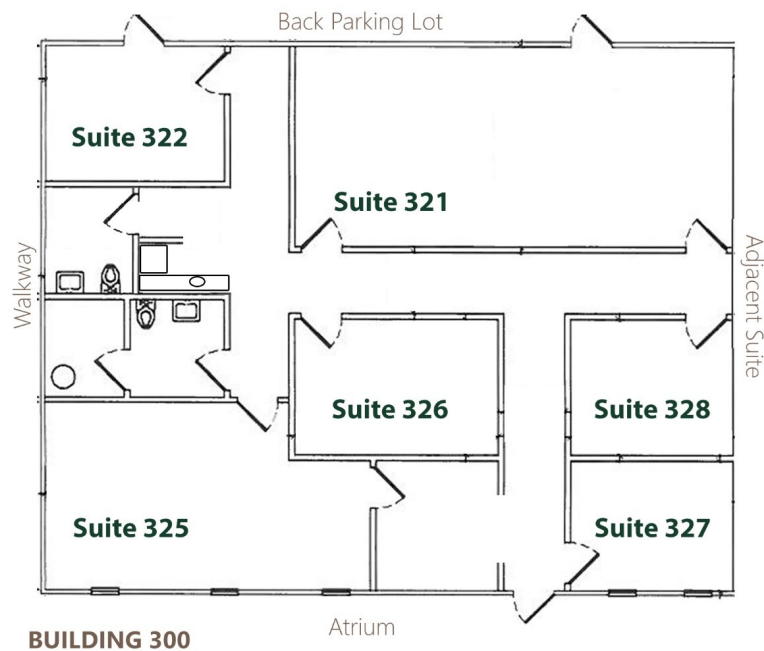 Back Parking Lot
Suite 322
Suite 321
Walkway
Adjacent Suite
Suite 326
Suite 328
Suite 325
Suite 327
Atrium
BUILDING 300